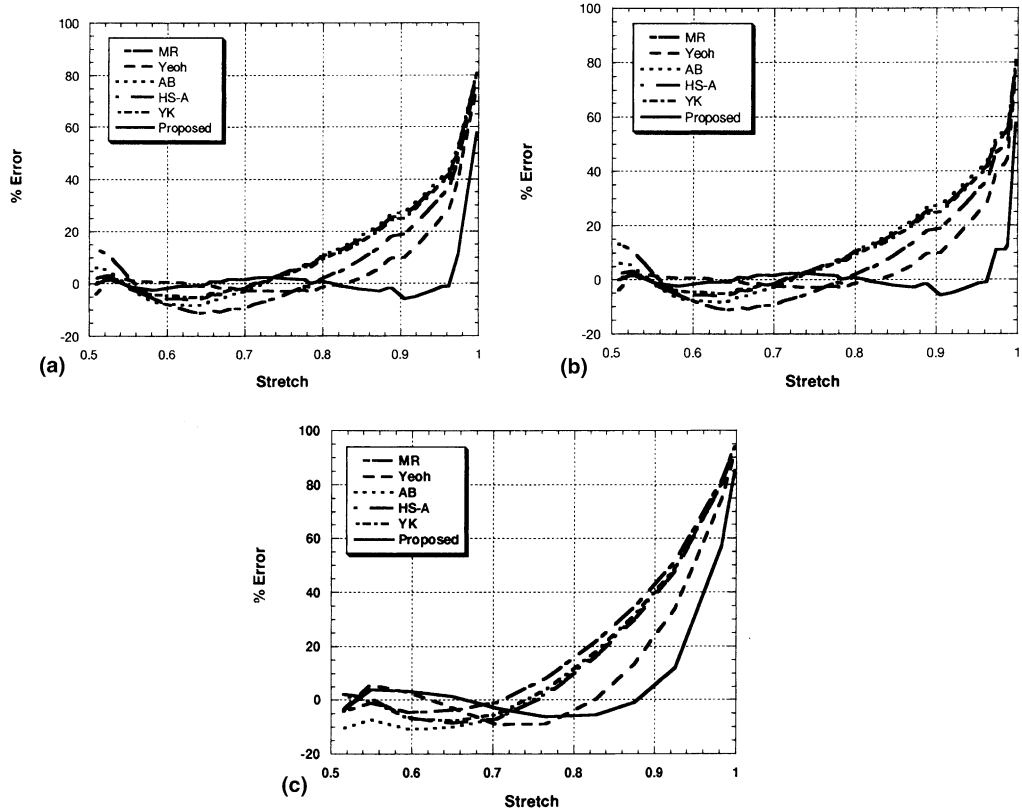 100
80
60
40
20
0
-20
% Error
MR
Yeoh
AB
HS-A
YK
Proposed
0.5
0.6
0.7
0.8
0.9
1
Stretch
(a)
100
80
60
40
20
0
-20
% Error
MR
Yeoh
AB
HS-A
YK
Proposed
0.5
0.6
0.7
0.8
0.9
1
Stretch
(b)
100
80
60
40
20
0
-20
% Error
MR
Yeoh
AB
HS-A
YK
Proposed
0.5
0.6
0.7
0.8
0.9
1
Stretch
(c)